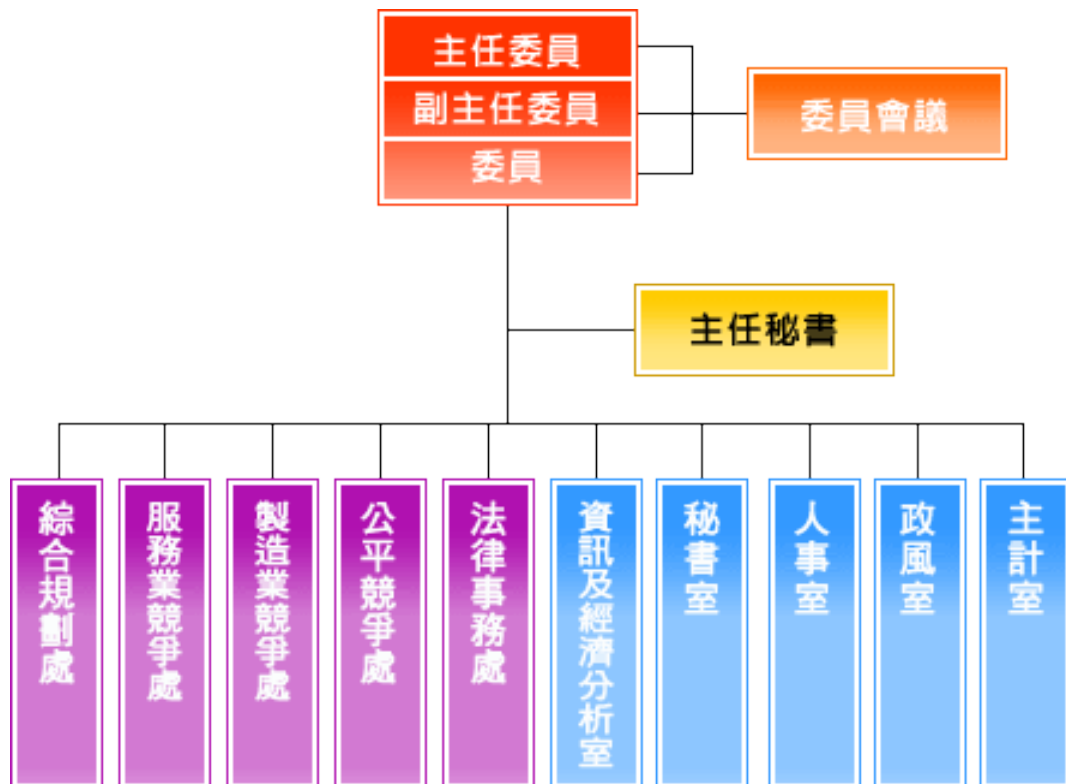 主任委員
副主任委員
委員
委員會議
主任秘書
綜合規劃處
服務業競爭處
製造業競爭處
公平競爭處
法律事務處
資訊及經濟分析室
秘書室
人事室
政風室
主計室